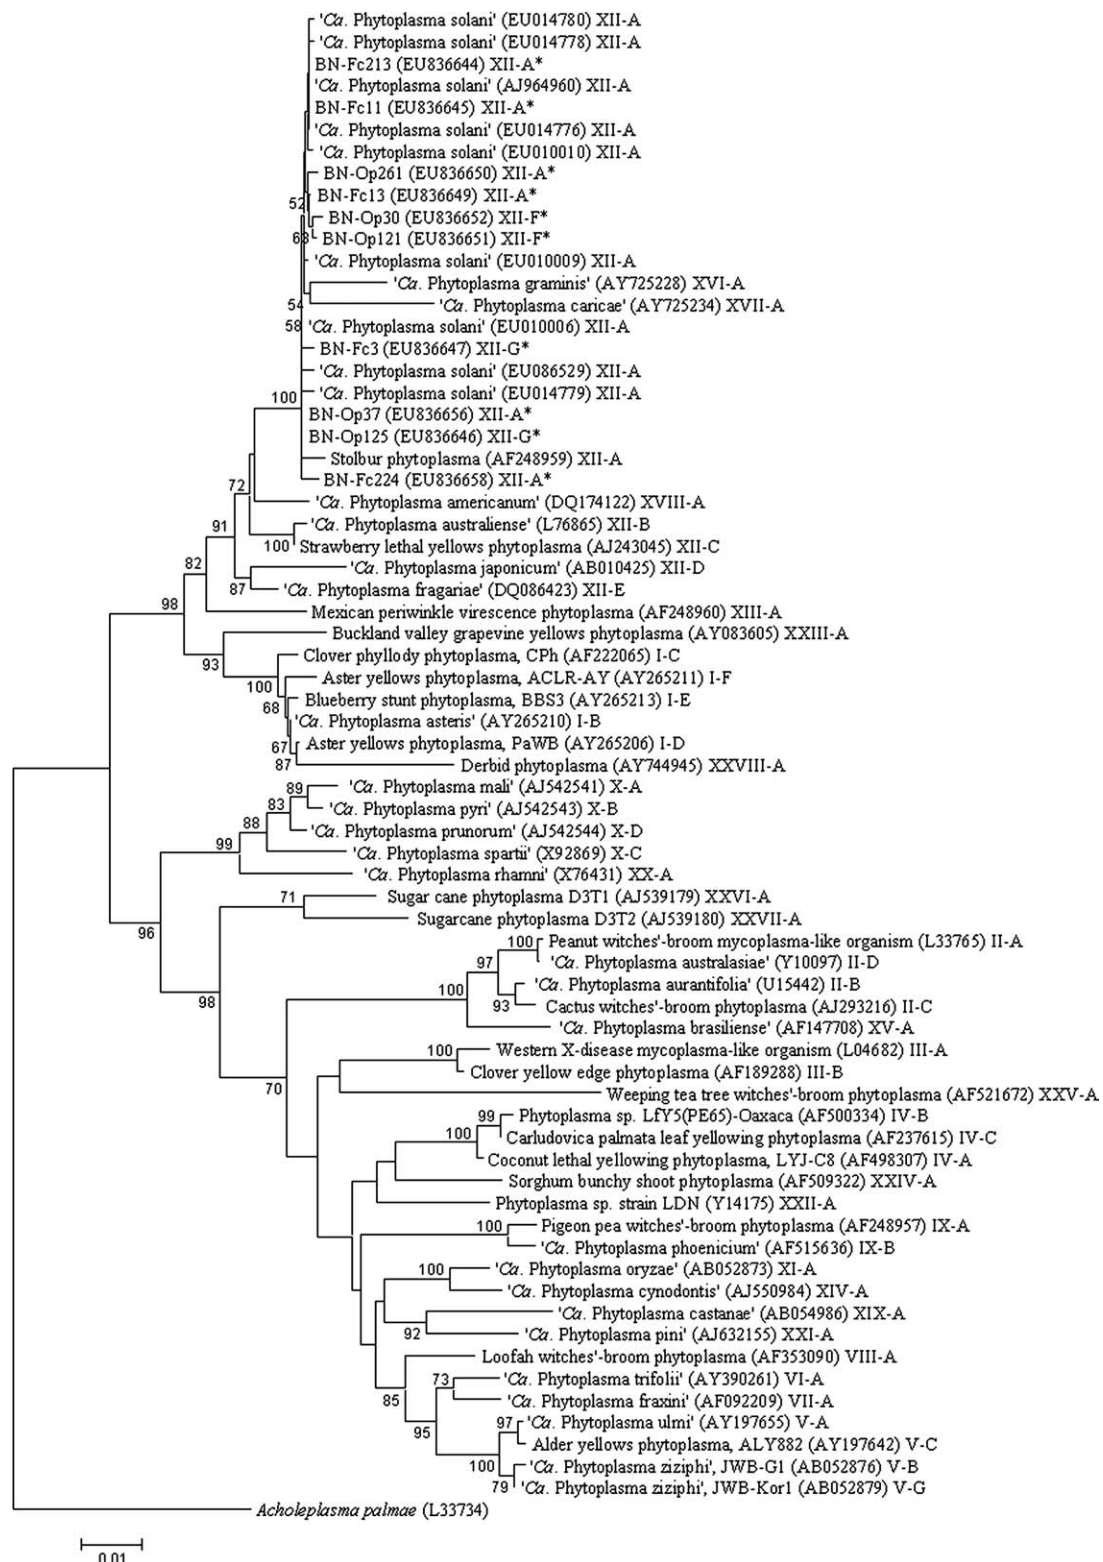 'Ca. Phytoplasma solani' (EU014780) XII-A
'Ca. Phytoplasma solani' (EU014778) XII-A
BN-Fc213 (EU836644) XII-A*
'Ca. Phytoplasma solani' (AJ964960) XII-A
BN-Fc11 (EU836645) XII-A*
'Ca. Phytoplasma solani' (EU014776) XII-A
'Ca. Phytoplasma solani' (EU010010) XII-A
BN-Op261 (EU836650) XII-A*
52 BN-Fc13 (EU836649) XII-A*
BN-Op30 (EU836652) XII-F*
63 BN-Op121 (EU836651) XII-F*
'Ca. Phytoplasma solani' (EU010009) XII-A
'Ca. Phytoplasma graminis' (AY725228) XVI-A
54 'Ca. Phytoplasma caricae' (AY725234) XVII-A
58 'Ca. Phytoplasma solani' (EU010006) XII-A
BN-Fc3 (EU836647) XII-G*
'Ca. Phytoplasma solani' (EU086529) XII-A
'Ca. Phytoplasma solani' (EU014779) XII-A
100
BN-Op37 (EU836656) XII-A*
BN-Op125 (EU836646) XII-G*
Stolbur phytoplasma (AF248959) XII-A
BN-Fc224 (EU836658) XII-A*
72
'Ca. Phytoplasma americanum' (DQ174122) XVIII-A
91 'Ca. Phytoplasma australiense' (L76865) XII-B
100 Strawberry lethal yellows phytoplasma (AJ243045) XII-C
82 'Ca. Phytoplasma japonicum' (AB010425) XII-D
87 'Ca. Phytoplasma fragariae' (DQ086423) XII-E
98 Mexican periwinkle virescence phytoplasma (AF248960) XIII-A
Buckland valley grapevine yellows phytoplasma (AY083605) XXIII-A
93 Clover phyllody phytoplasma, CPh (AF222065) I-C
100 Aster yellows phytoplasma, ACLR-AY (AY265211) I-F
68 Blueberry stunt phytoplasma, BBS3 (AY265213) I-E
'Ca. Phytoplasma asteris' (AY265210) I-B
67 Aster yellows phytoplasma, PaWB (AY265206) I-D
87 Derbid phytoplasma (AY744945) XXVIII-A
89 'Ca. Phytoplasma mali' (AJ542541) X-A
83 'Ca. Phytoplasma pyri' (AJ542543) X-B
88 'Ca. Phytoplasma prunorum' (AJ542544) X-D
99 'Ca. Phytoplasma spartii' (X92869) X-C
'Ca. Phytoplasma rhamni' (X76431) XX-A
71 Sugar cane phytoplasma D3T1 (AJ539179) XXVI-A
Sugarcane phytoplasma D3T2 (AJ539180) XXVII-A
96
100 Peanut witches'-broom mycoplasma-like organism (L33765) II-A
97 'Ca. Phytoplasma australasiae' (Y10097) II-D
100 'Ca. Phytoplasma aurantifolia' (U15442) II-B
98 93 Cactus witches'-broom phytoplasma (AJ293216) II-C
'Ca. Phytoplasma brasiliense' (AF147708) XV-A
100 Western X-disease mycoplasma-like organism (L04682) III-A
Clover yellow edge phytoplasma (AF189288) III-B
70 Weeping tea tree witches'-broom phytoplasma (AF521672) XXV-A
99 Phytoplasma sp. LfY5(PE65)-Oaxaca (AF500334) IV-B
100 Carludovica palmata leaf yellowing phytoplasma (AF237615) IV-C
Coconut lethal yellowing phytoplasma, LYJ-C8 (AF498307) IV-A
Sorghum bunchy shoot phytoplasma (AF509322) XXIV-A
Phytoplasma sp. strain LDN (Y14175) XXII-A
100 Pigeon pea witches'-broom phytoplasma (AF248957) IX-A
'Ca. Phytoplasma phoenicium' (AF515636) IX-B
100 'Ca. Phytoplasma oryzae' (AB052873) XI-A
'Ca. Phytoplasma cynodontis' (AJ550984) XIV-A
'Ca. Phytoplasma castanae' (AB054986) XIX-A
92 'Ca. Phytoplasma pini' (AJ632155) XXI-A
Loofah witches'-broom phytoplasma (AF353090) VIII-A
73 'Ca. Phytoplasma trifolii' (AY390261) VI-A
85 'Ca. Phytoplasma fraxini' (AF092209) VII-A
95 97 'Ca. Phytoplasma ulmi' (AY197655) V-A
Alder yellows phytoplasma, ALY882 (AY197642) V-C
100 'Ca. Phytoplasma ziziphi', JWB-G1 (AB052876) V-B
79 'Ca. Phytoplasma ziziphi', JWB-Kor1 (AB052879) V-G
Acholeplasma palmae (L33734)
0.01